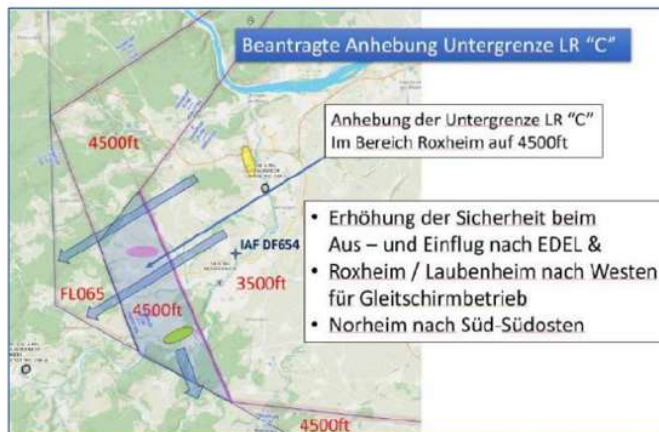 Beantragte Anhebung Untergrenze LR “C”
4500ft
Anhebung der Untergrenze LR “C”
Im Bereich Roxheim auf 4500ft
IAF DF654
FL065
4500ft
3500ft
• Erhöhung der Sicherheit beim
Aus – und Einflug nach EDEL &
• Roxheim / Laubenheim nach Westen
für Gleitschirmbetrieb
• Norheim nach Süd-Südosten
4500ft